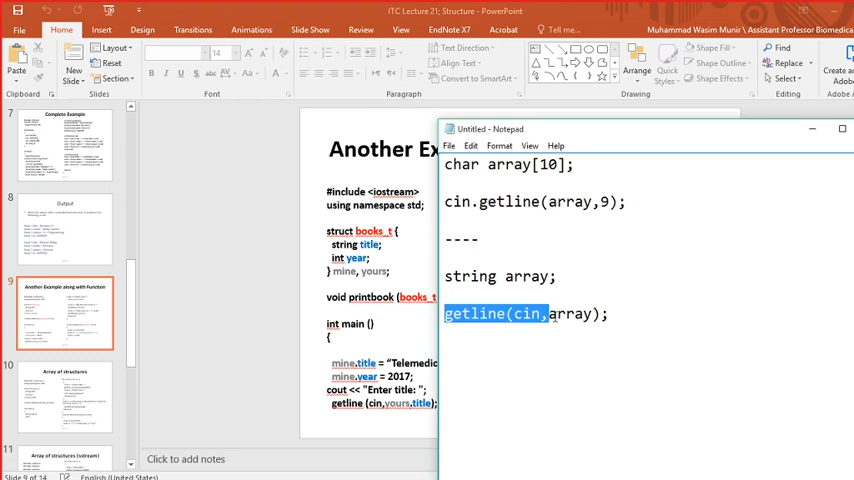 ITC Lecture 21; Structure - PowerPoint
File Home Insert Design Transitions Animations Slide Show Review View EndNote X7 Acrobat Tell me... Muhammad Wasim Munir \ Assistant Professor Biomedica
Paste
New Slide
Layout
Reset
Section
14
B I U S abc AV Aa A
Text Direction
Align Text
Convert to SmartArt
Arrange
Quick Styles
Shape Fill
Shape Outline
Shape Effects
Find
Replace
Select
Create an
Adobe A
Clipboard Slides Font Paragraph Drawing Editing Adobe A
7
Complete Example
8
Output
9
Another Example along with Function
10
Array of structures
11
Array of structures (sstream)
Another Ex
#include <iostream>
using namespace std;
struct books_t {
string title;
int year;
} mine, yours;
void printbook (books_t
int main ()
{
mine.title = "Telemedic
mine.year = 2017;
cout << "Enter title: ";
getline (cin,yours.title);
Untitled - Notepad
File Edit Format View Help
char array[10];
cin.getline(array,9);
----
string array;
getline(cin,array);
Click to add notes
Slide 9 of 14 English (United States)